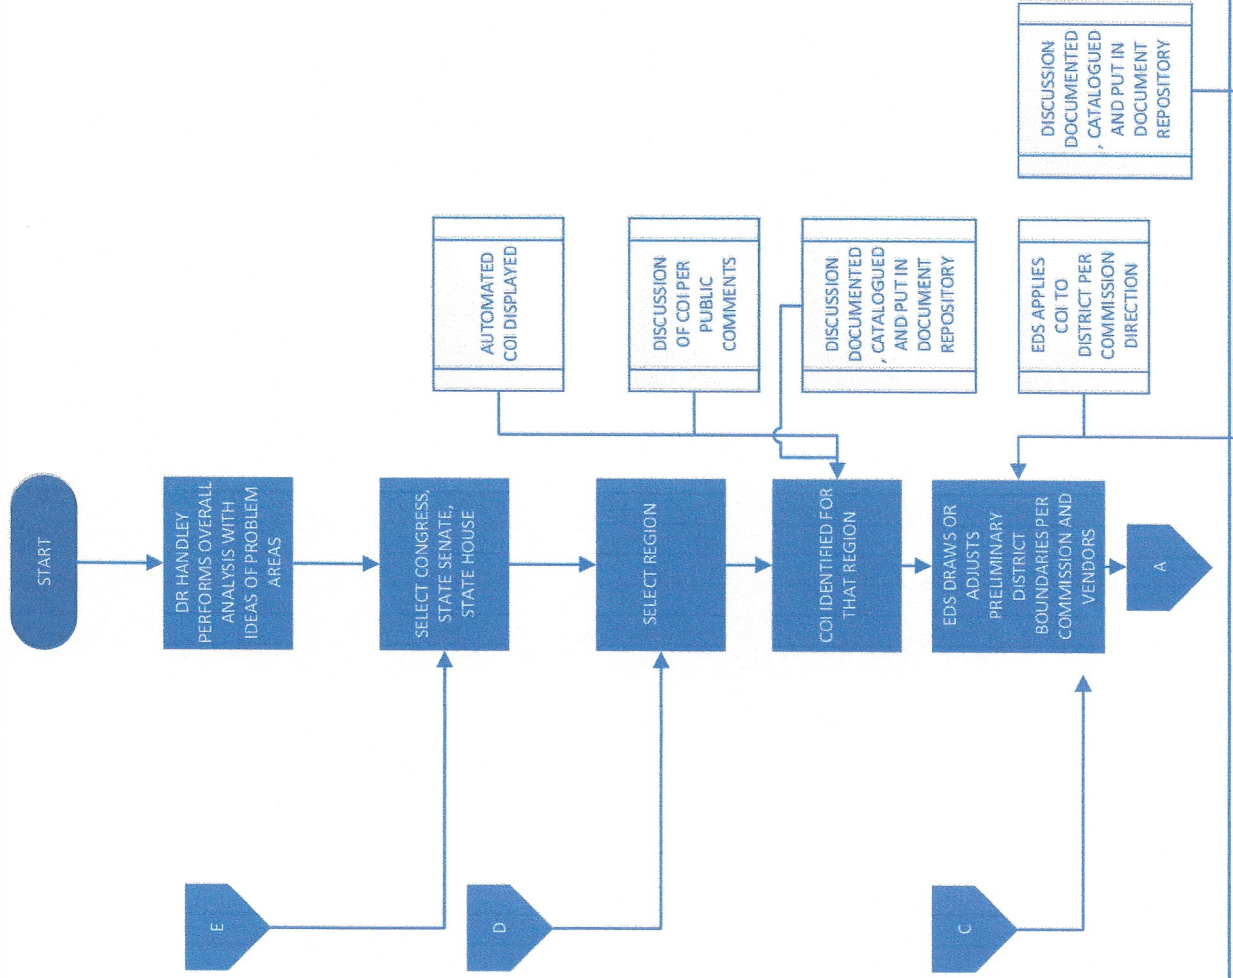 START
DR HANDLEY
PERFORMS OVERALL
ANALYSIS WITH
IDEAS OF PROBLEM
AREAS
E
SELECT CONGRESS,
STATE SENATE,
STATE HOUSE
AUTOMATED
COI DISPLAYED
D
SELECT REGION
DISCUSSION
OF COI PER
PUBLIC
COMMENTS
COI IDENTIFIED FOR
THAT REGION
DISCUSSION
DOCUMENTED
, CATALOGUED
AND PUT IN
DOCUMENT
REPOSITORY
C
EDS DRAWS OR
ADJUSTS
PRELIMINARY
DISTRICT
BOUNDARIES PER
COMMISSION AND
VENDORS
EDS APPLIES
COI TO
DISTRICT PER
COMMISSION
DIRECTION
DISCUSSION
DOCUMENTED
, CATALOGUED
AND PUT IN
DOCUMENT
REPOSITORY
A